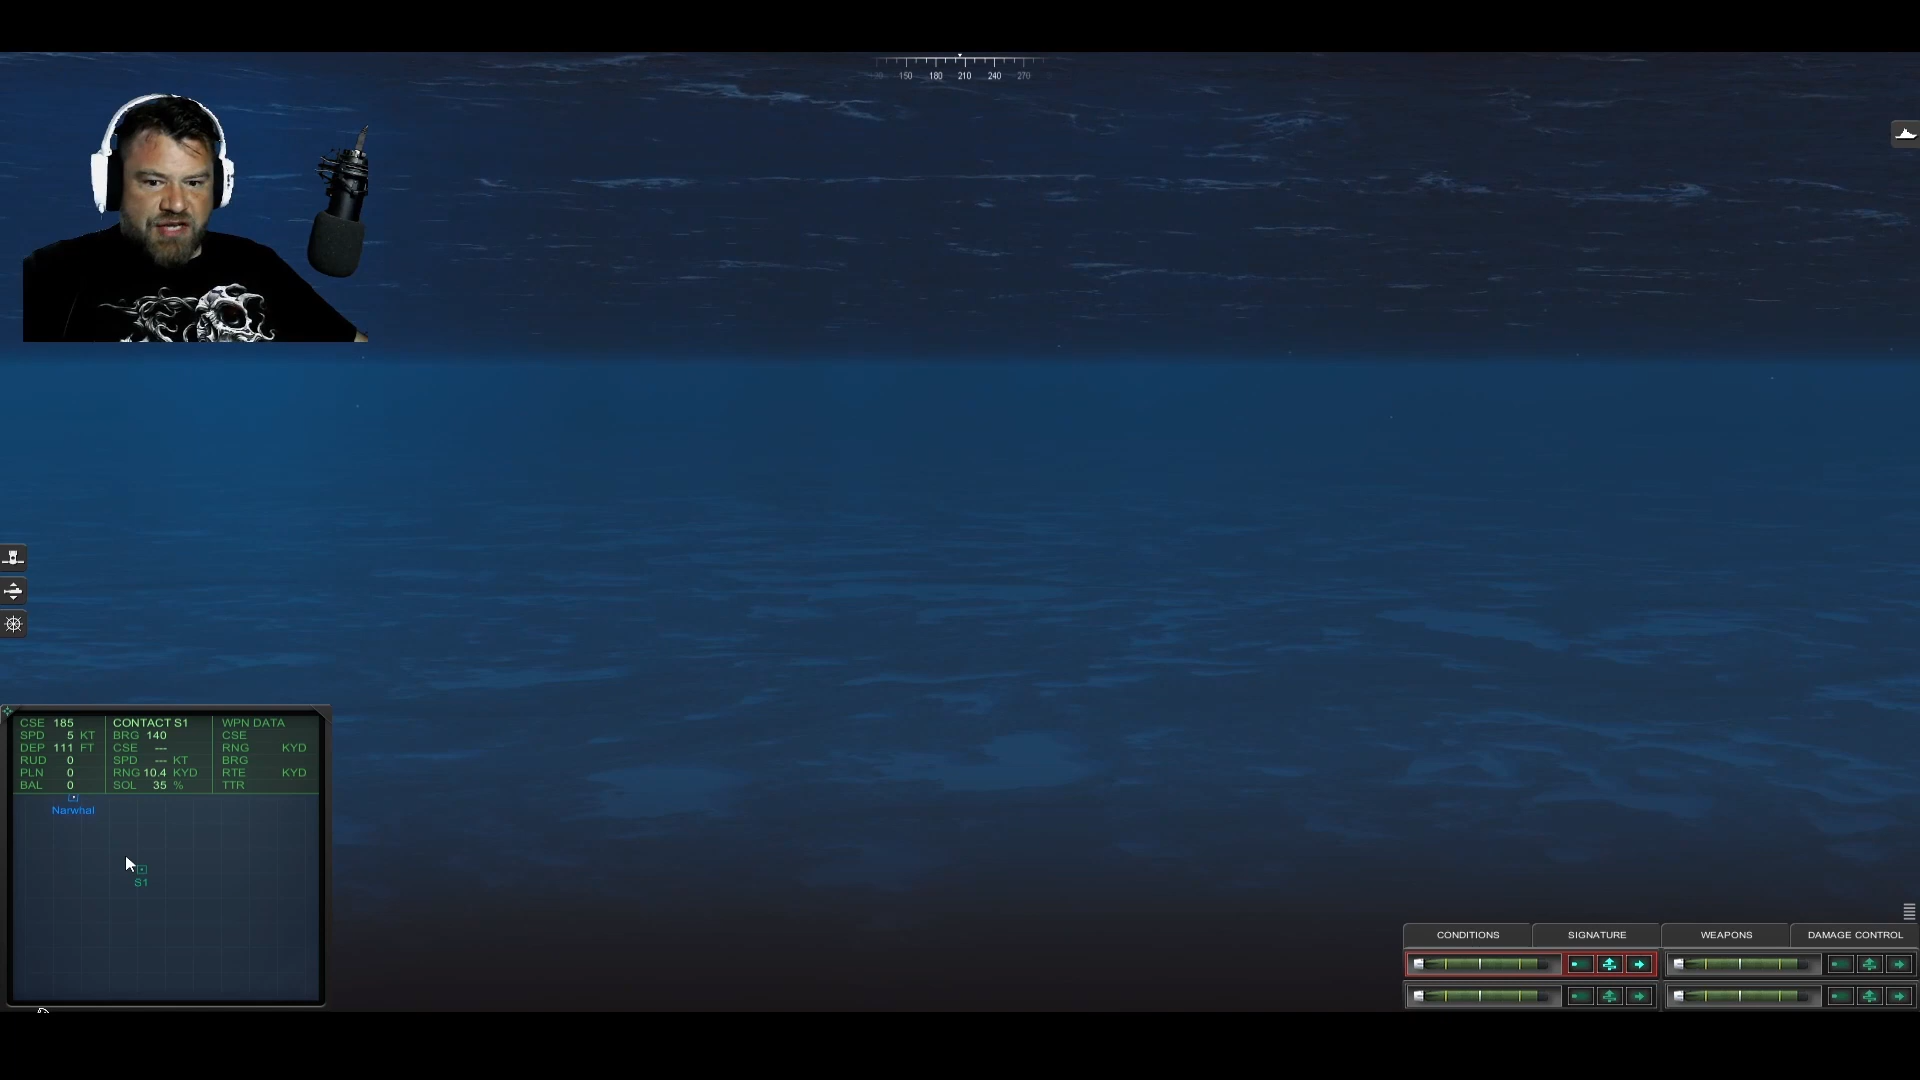 150 180 210 240 270
CSE 185
SPD 5 KT
DEP 111 FT
RUD 0
PLN 0
BAL 0
CONTACT S1
BRG 140
CSE ---
SPD --- KT
RNG 10.4 KYD
SOL 35 %
WPN DATA
CSE
RNG KYD
BRG
RTE KYD
TTR
Narwhal
S1
CONDITIONS
SIGNATURE
WEAPONS
DAMAGE CONTROL